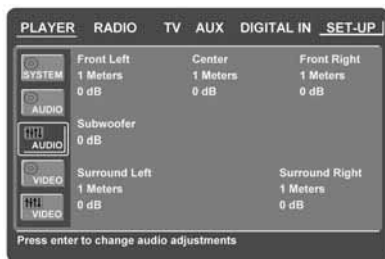 PLAYER RADIO TV AUX DIGITAL IN SET-UP
Front Left Center Front Right
SYSTEM 1 Meters 1 Meters 1 Meters
0 dB 0 dB 0 dB
AUDIO
Subwoofer
AUDIO 0 dB
Surround Left Surround Right
VIDEO 1 Meters 1 Meters
0 dB 0 dB
VIDEO
Press enter to change audio adjustments